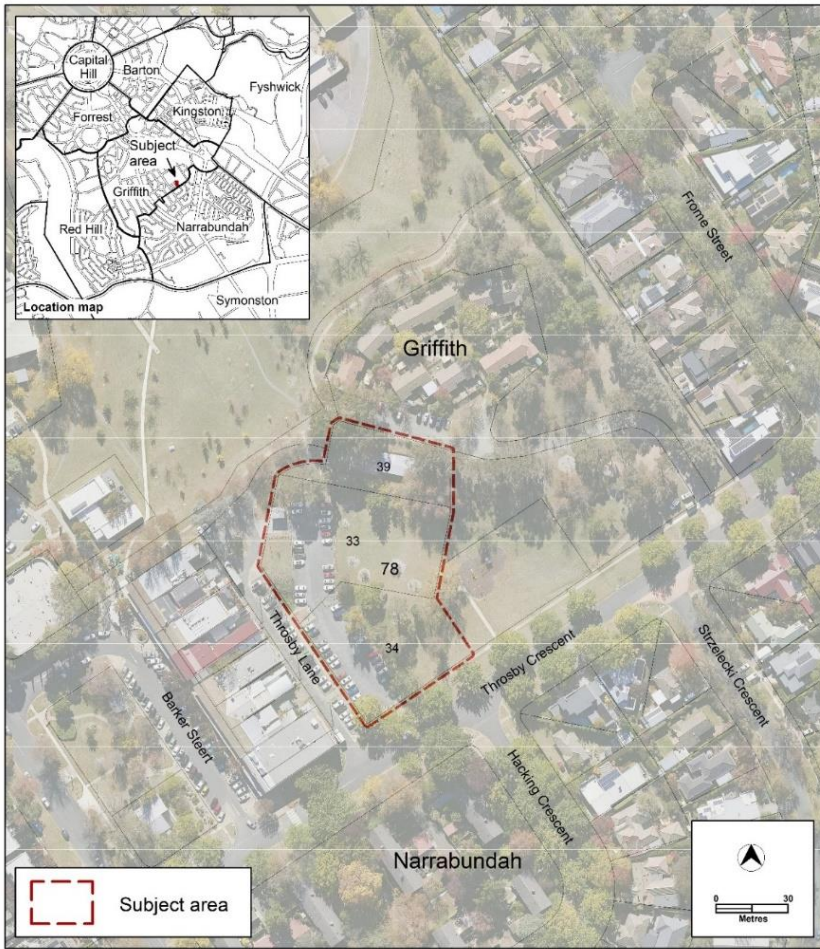 Capital
Hill
Barton
Fyshwick
Forrest
Kingston
Subject
area
Griffith
Red Hill
Narrabundah
Symonston
Location map
Frome Street
Griffith
39
33
78
34
Throsby Lane
Throsby Crescent
Strzelecki Crescent
Barker Steert
Hacking Crescent
Narrabundah
Subject area
0 30
Metres